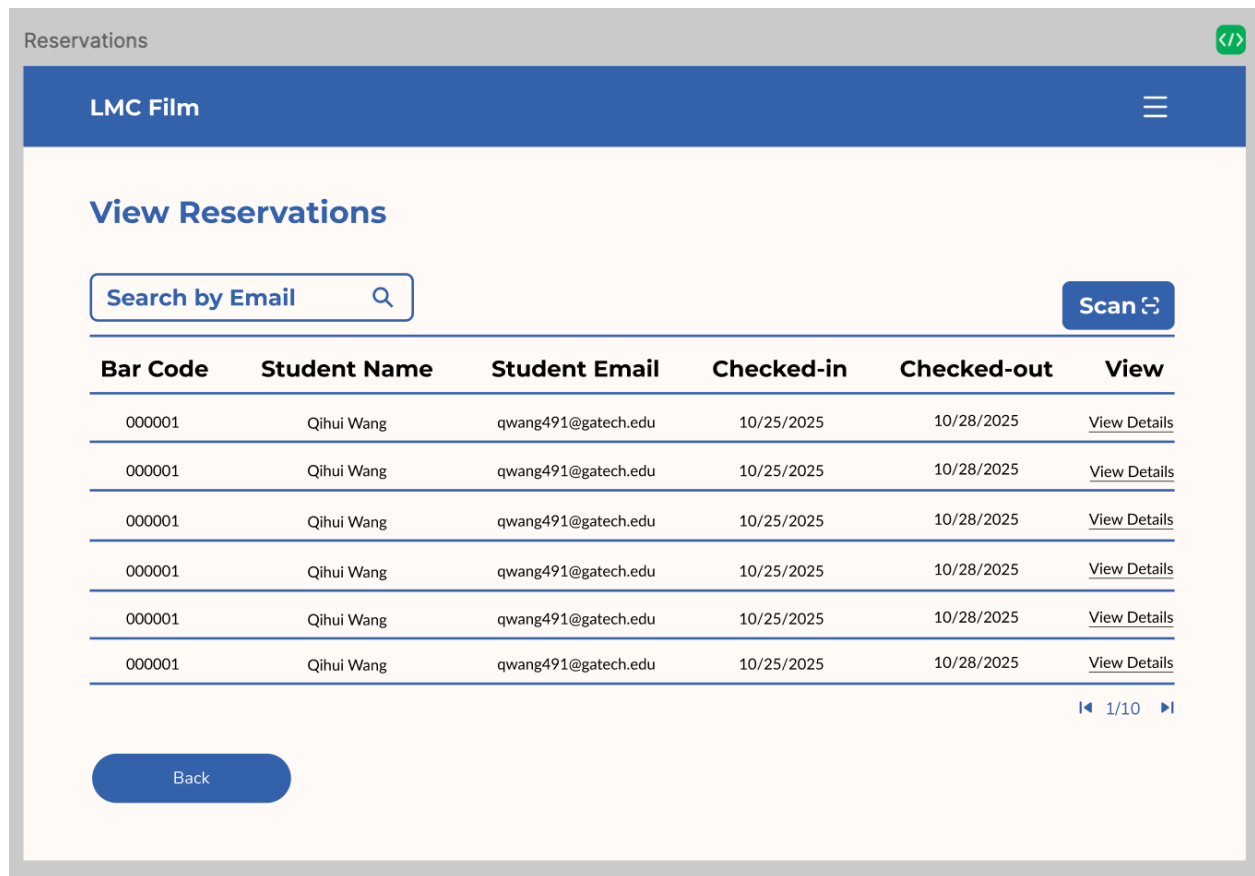 Reservations
</>
LMC Film
View Reservations
Search by Email
Scan
Bar Code Student Name Student Email Checked-in Checked-out View
000001 Qihui Wang qwang491@gatech.edu 10/25/2025 10/28/2025 View Details
000001 Qihui Wang qwang491@gatech.edu 10/25/2025 10/28/2025 View Details
000001 Qihui Wang qwang491@gatech.edu 10/25/2025 10/28/2025 View Details
000001 Qihui Wang qwang491@gatech.edu 10/25/2025 10/28/2025 View Details
000001 Qihui Wang qwang491@gatech.edu 10/25/2025 10/28/2025 View Details
000001 Qihui Wang qwang491@gatech.edu 10/25/2025 10/28/2025 View Details
1/10
Back